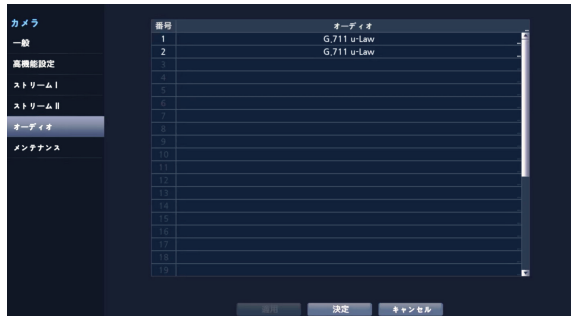 カメラ
一般
高機能設定
ストリームⅠ
ストリームⅡ
オーディオ
メンテナンス
番号 オーディオ
1 G.711 u-Law
2 G.711 u-Law
3
4
5
6
7
8
9
10
11
12
13
14
15
16
17
18
19
適用 決定 キャンセル